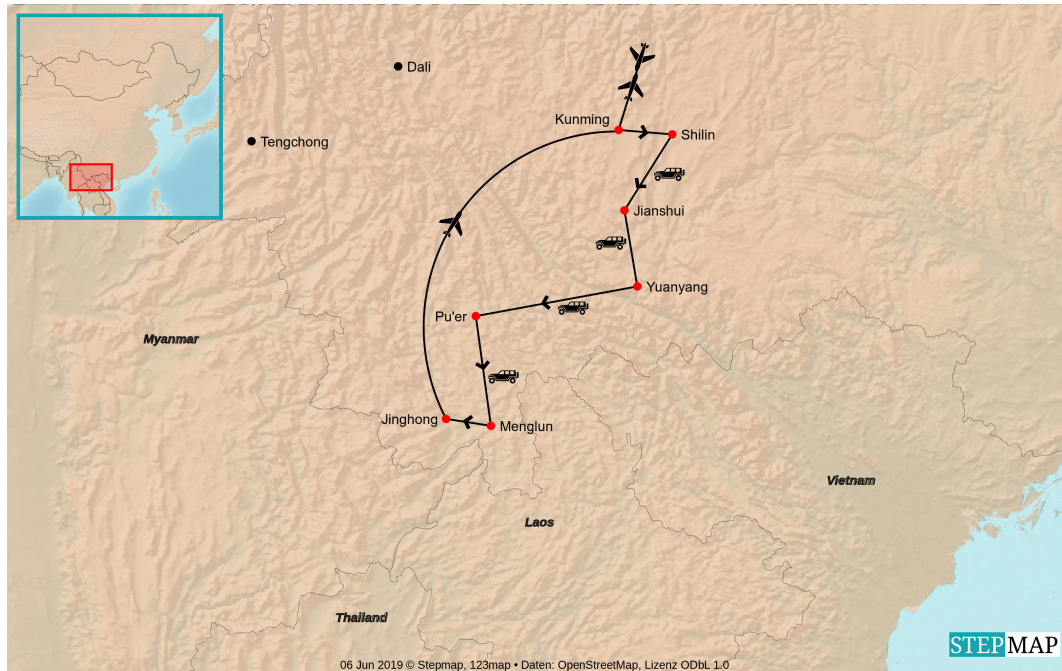 Dali
Kunming
Shilin
Tengchong
Jianshui
Yuanyang
Pu'er
Myanmar
Jinghong
Menglun
Vietnam
Laos
Thailand
STEPMAP
06 Jun 2019 © Stepmap, 123map • Daten: OpenStreetMap, Lizenz ODbL 1.0